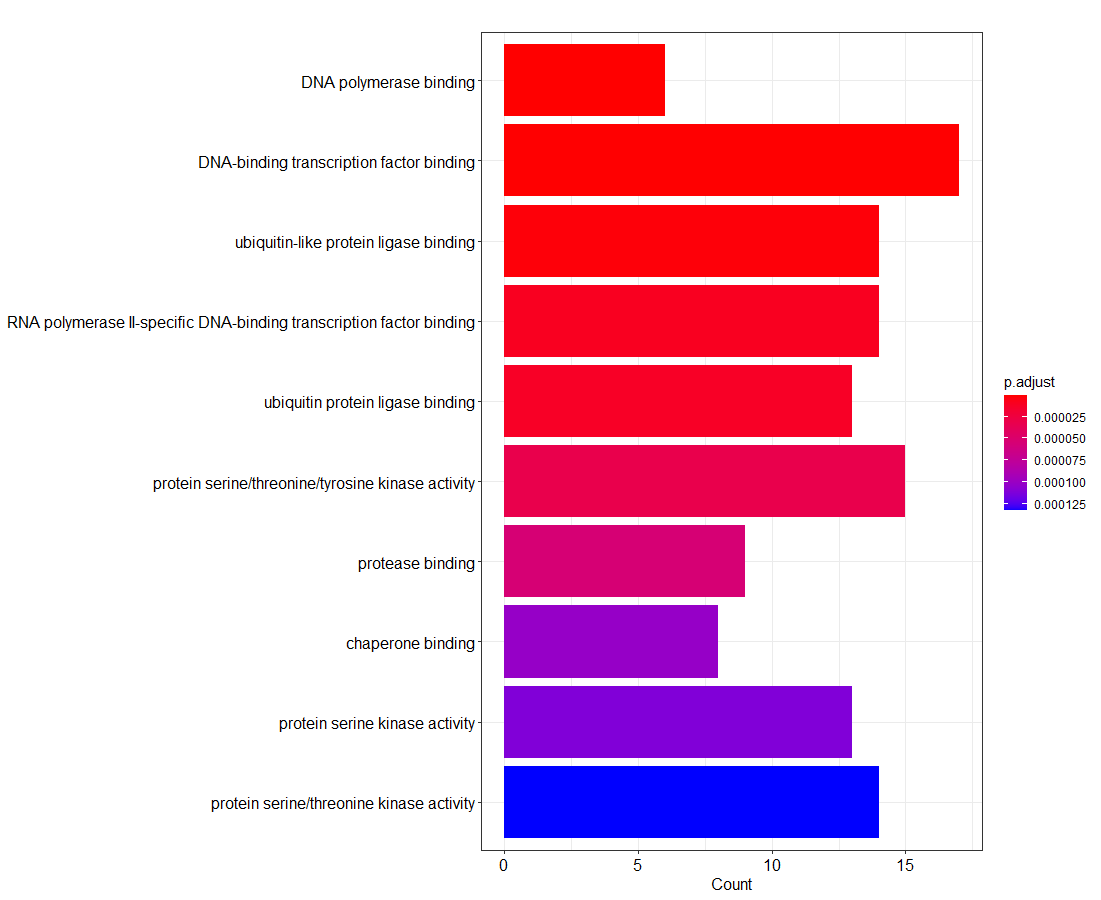 DNA polymerase binding
DNA-binding transcription factor binding
ubiquitin-like protein ligase binding
RNA polymerase II-specific DNA-binding transcription factor binding
ubiquitin protein ligase binding
protein serine/threonine/tyrosine kinase activity
protease binding
chaperone binding
protein serine kinase activity
protein serine/threonine kinase activity
0 5 10 15
Count
p.adjust
0.000025
0.000050
0.000075
0.000100
0.000125